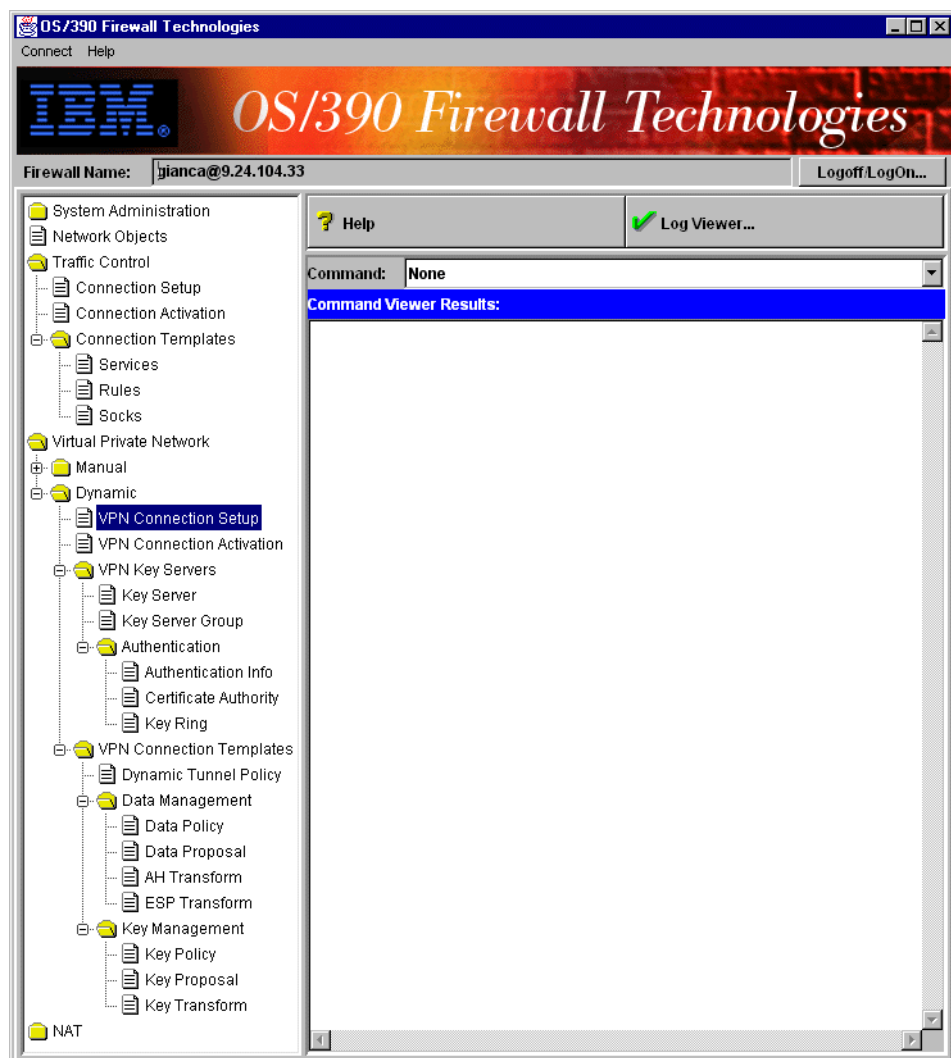 OS/390 Firewall Technologies
Connect Help
IBM® OS/390 Firewall Technologies
Firewall Name: gianca@9.24.104.33 Logoff/LogOn...
System Administration
Network Objects
Traffic Control
Connection Setup
Connection Activation
Connection Templates
Services
Rules
Socks
Virtual Private Network
Manual
Dynamic
VPN Connection Setup
VPN Connection Activation
VPN Key Servers
Key Server
Key Server Group
Authentication
Authentication Info
Certificate Authority
Key Ring
VPN Connection Templates
Dynamic Tunnel Policy
Data Management
Data Policy
Data Proposal
AH Transform
ESP Transform
Key Management
Key Policy
Key Proposal
Key Transform
NAT
Help Log Viewer...
Command: None
Command Viewer Results: